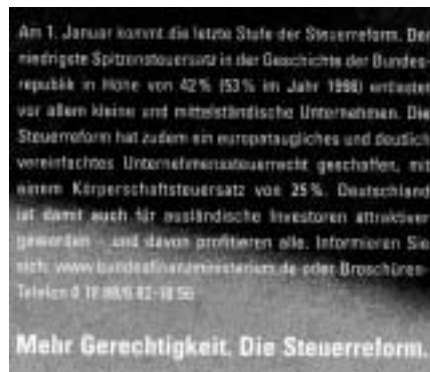 Am 1. Januar kommt die letzte Stufe der Steuerreform. Der
niedrigste Spitzensteuersatz in der Geschichte der Bundes-
republik in Höhe von 42% (53% im Jahr 1998) entlastet
vor allem kleine und mittelständische Unternehmen. Die
Steuerreform hat zudem ein europataugliches und deutlich
vereinfachtes Unternehmenssteuerrecht geschaffen, mit
einem Körperschaftsteuersatz von 25%. Deutschland
ist damit auch für ausländische Investoren attraktiver
geworden – und davon profitieren alle. Informieren Sie
sich: www.bundesfinanzministerium.de oder Broschüren-
Telefon
Mehr Gerechtigkeit. Die Steuerreform.